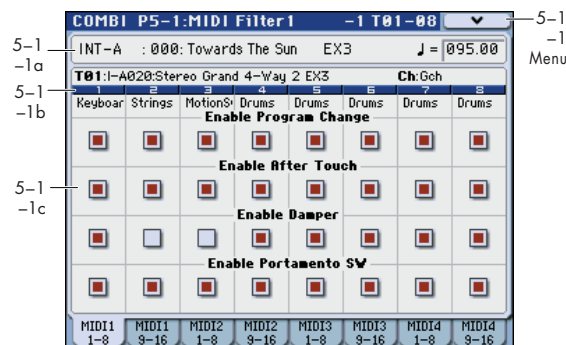 COMBI P5-1:MIDI Filter1 -1 T01-08
5-1
-1
Menu
5-1
-1a
INT-A : 000: Towards The Sun EX3 ♩= 095.00
T01:I-A020:Stereo Grand 4-Way 2 EX3 Ch:Gch
5-1
-1b
1 2 3 4 5 6 7 8
Keyboar Strings MotionS Drums Drums Drums Drums Drums
Enable Program Change
Enable After Touch
5-1
-1c
Enable Damper
Enable Portamento SW
MIDI1 1-8 MIDI1 9-16 MIDI2 1-8 MIDI2 9-16 MIDI3 1-8 MIDI3 9-16 MIDI4 1-8 MIDI4 9-16